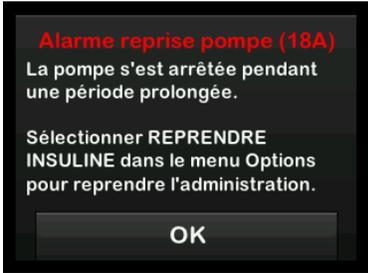 Alarme reprise pompe (18A)
La pompe s'est arrêtée pendant
une période prolongée.
Sélectionner REPRENDRE
INSULINE dans le menu Options
pour reprendre l'administration.
OK